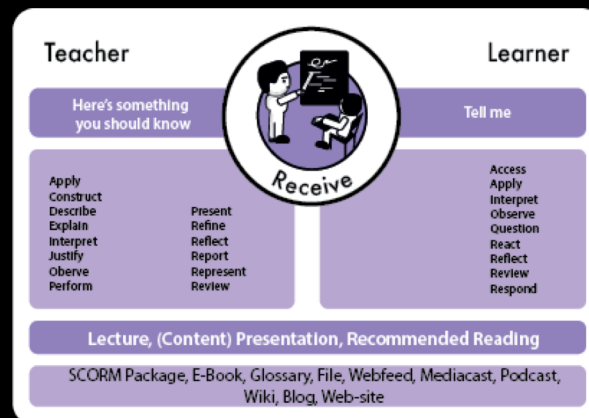 Teacher
Learner
Here's something
you should know
Tell me
Receive
Apply
Construct
Describe
Explain
Interpret
Justify
Oberve
Perform
Present
Refine
Reflect
Report
Represent
Review
Access
Apply
Interpret
Observe
Question
React
Reflect
Review
Respond
Lecture, (Content) Presentation, Recommended Reading
SCORM Package, E-Book, Glossary, File, Webfeed, Mediacast, Podcast,
Wiki, Blog, Web-site